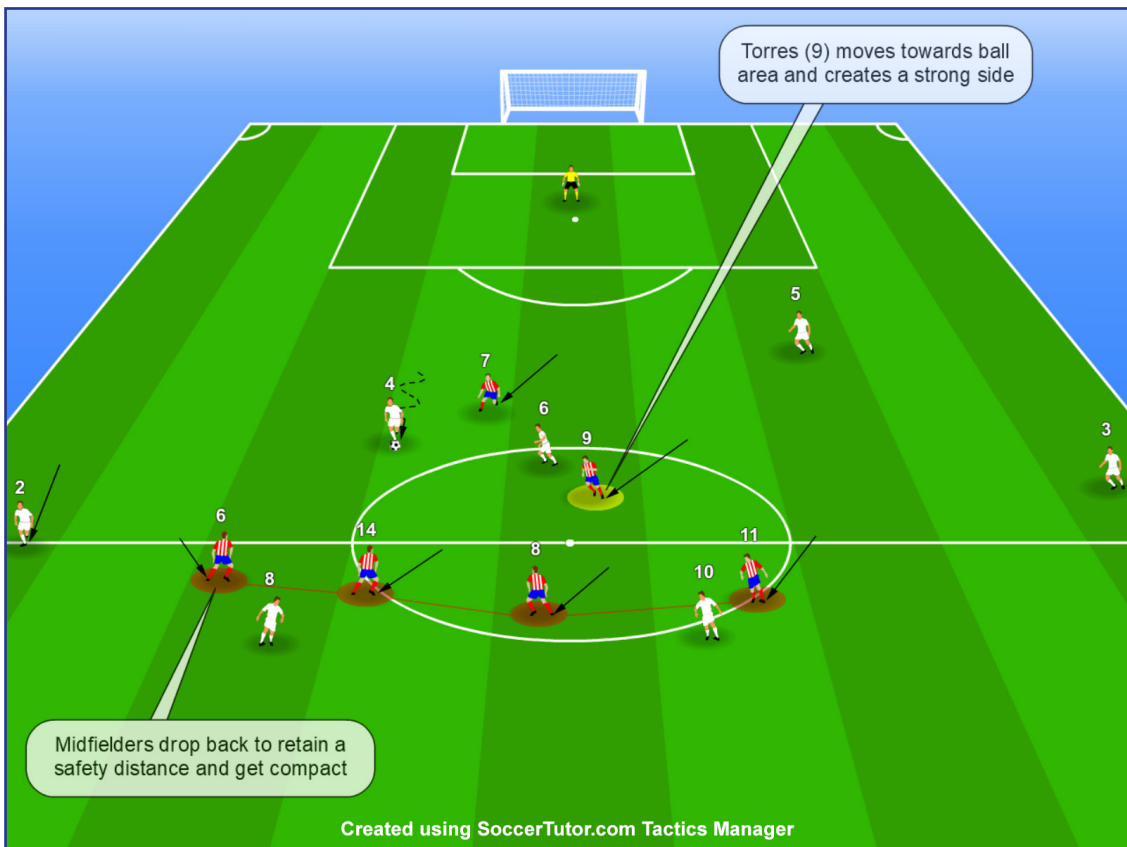 Torres (9) moves towards ball
area and creates a strong side
5
7
4
6
9
3
2
6
14
8
11
8
10
Midfielders drop back to retain a
safety distance and get compact
Created using SoccerTutor.com Tactics Manager